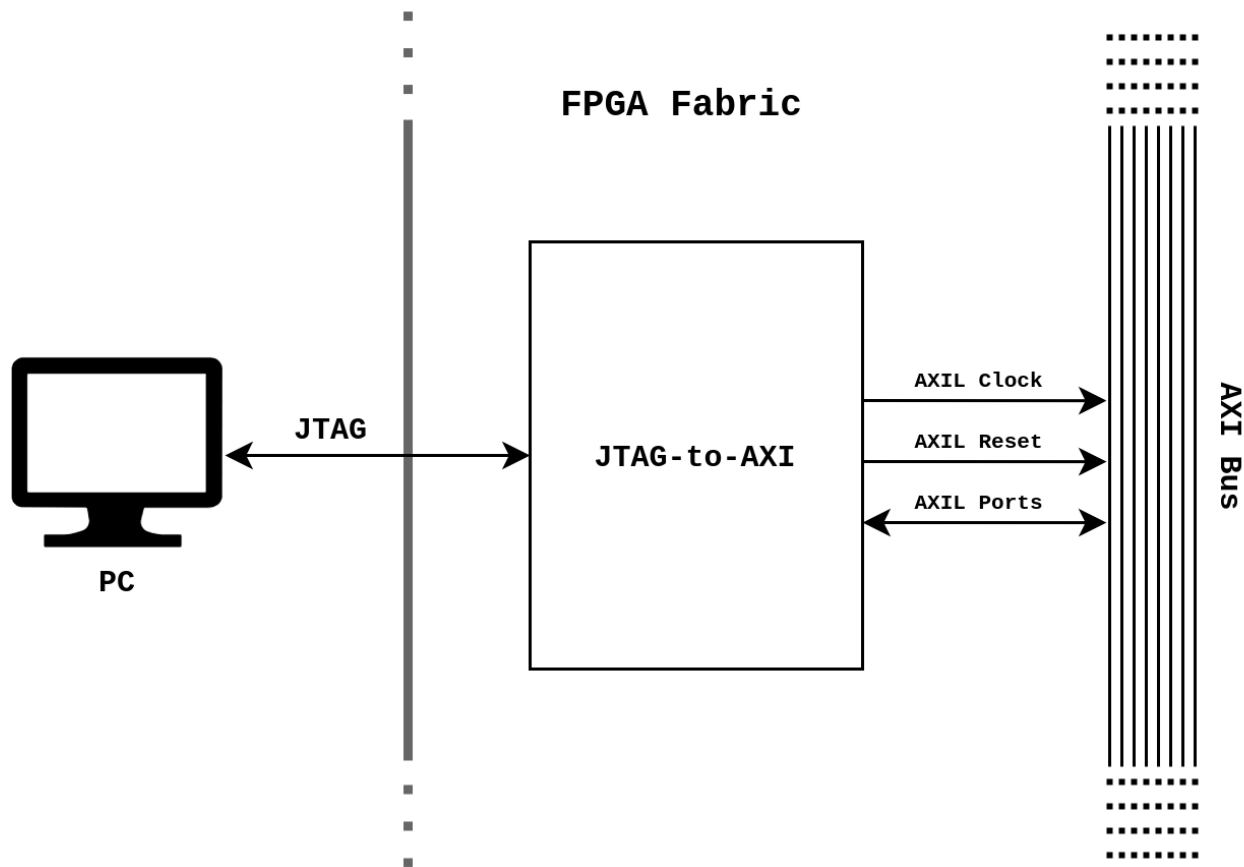 FPGA Fabric
JTAG
PC
JTAG-to-AXI
AXIL Clock
AXIL Reset
AXIL Ports
AXI Bus